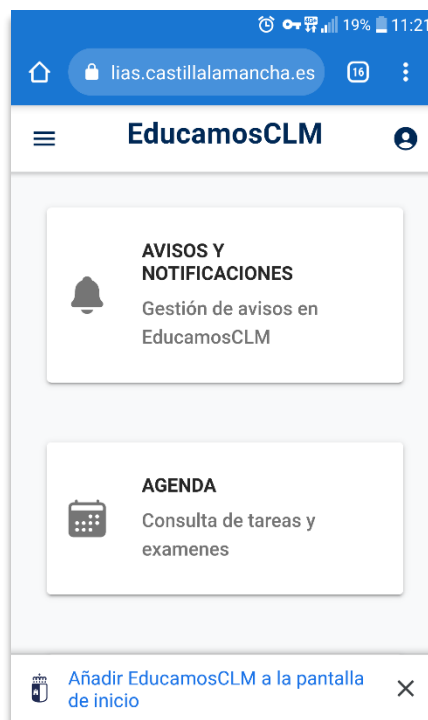 19% 11:21
lias.castillalamancha.es 16
EducamosCLM
AVISOS Y
NOTIFICACIONES
Gestión de avisos en
EducamosCLM
AGENDA
Consulta de tareas y
examenes
Añadir EducamosCLM a la pantalla
de inicio